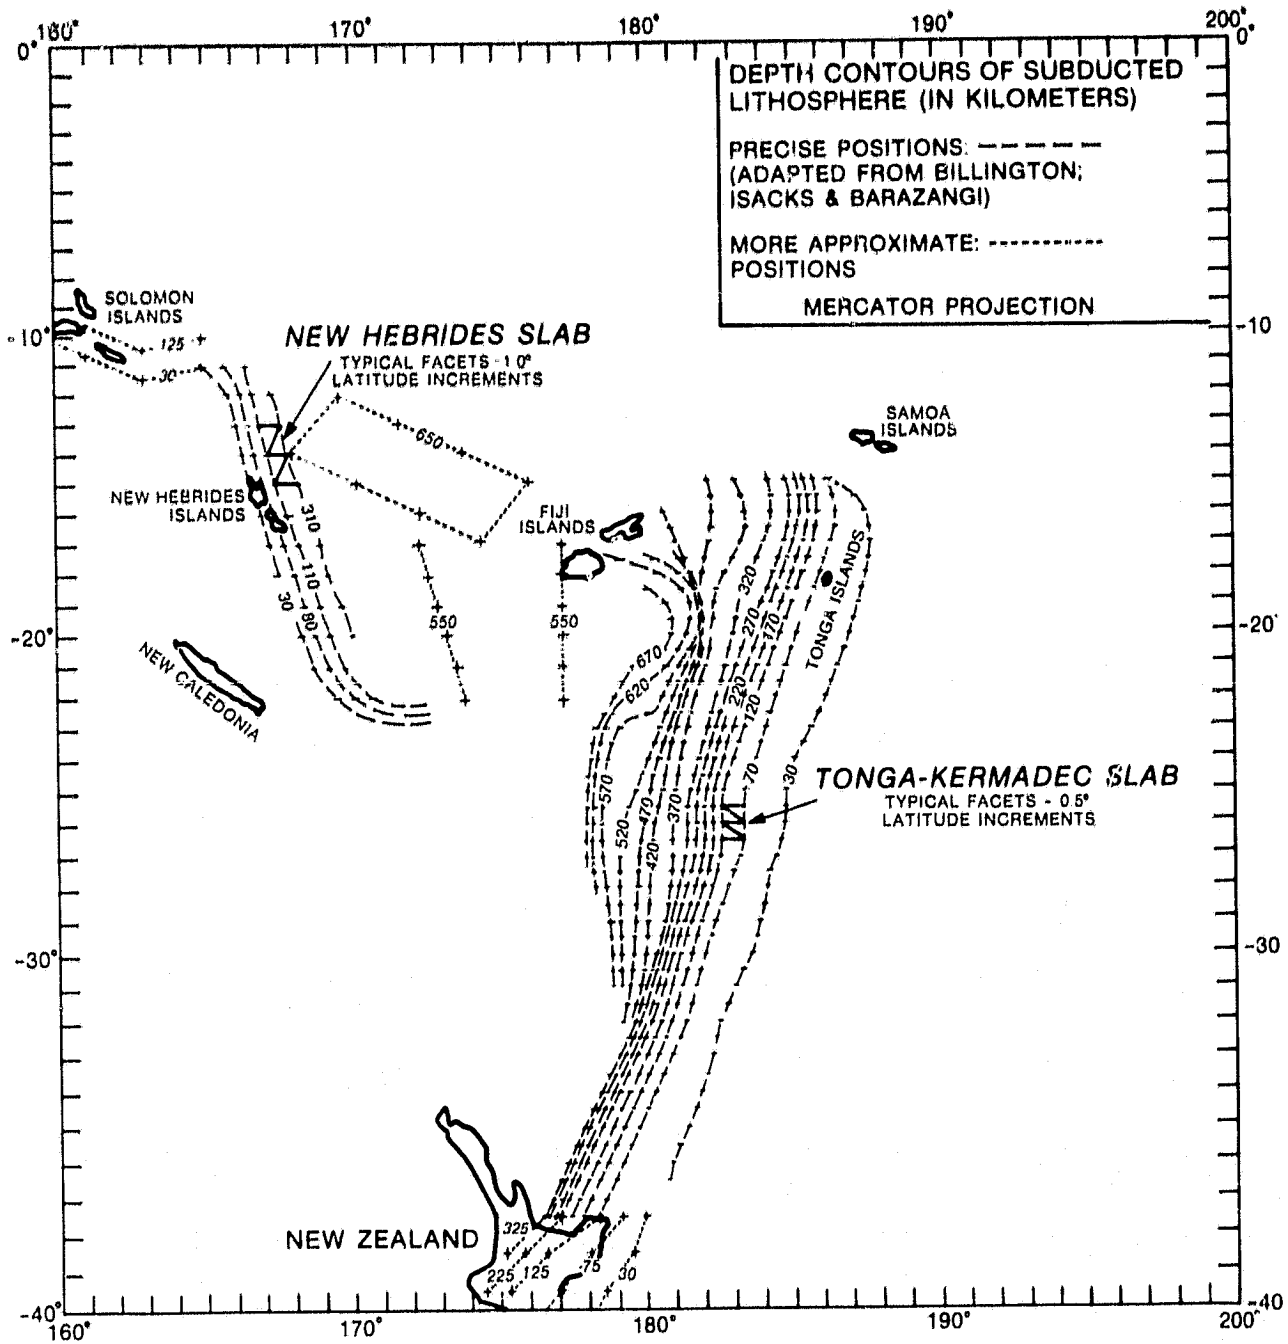 160°
170°
180°
190°
200°
0°
0°
DEPTH CONTOURS OF SUBDUCTED
LITHOSPHERE (IN KILOMETERS)
PRECISE POSITIONS:
(ADAPTED FROM BILLINGTON;
ISACKS & BARAZANGI)
MORE APPROXIMATE:
POSITIONS
MERCATOR PROJECTION
SOLOMON
ISLANDS
-10°
-10
125
30
NEW HEBRIDES SLAB
TYPICAL FACETS - 1.0°
LATITUDE INCREMENTS
650
SAMOA
ISLANDS
NEW HEBRIDES
ISLANDS
310
110
80
30
FIJI
ISLANDS
550
550
TONGA ISLANDS
320
270
170
220
120
-20°
-20°
NEW CALEDONIA
670
620
570
520
470
420
370
70
30
TONGA-KERMADEC SLAB
TYPICAL FACETS - 0.5°
LATITUDE INCREMENTS
-30°
-30
NEW ZEALAND
325
225
125
75
30
-40°
-40
160°
170°
180°
190°
200°